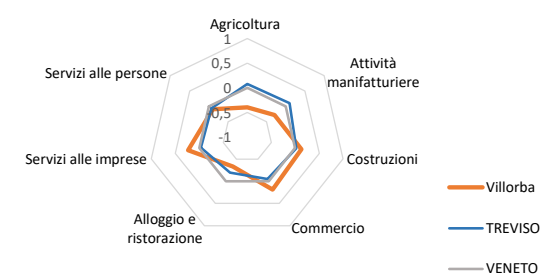 Agricoltura
1
0,5
0
-0,5
-1
Attività
manifatturiere
Costruzioni
Commercio
Alloggio e
ristorazione
Servizi alle imprese
Servizi alle persone
Villorba
TREVISO
VENETO